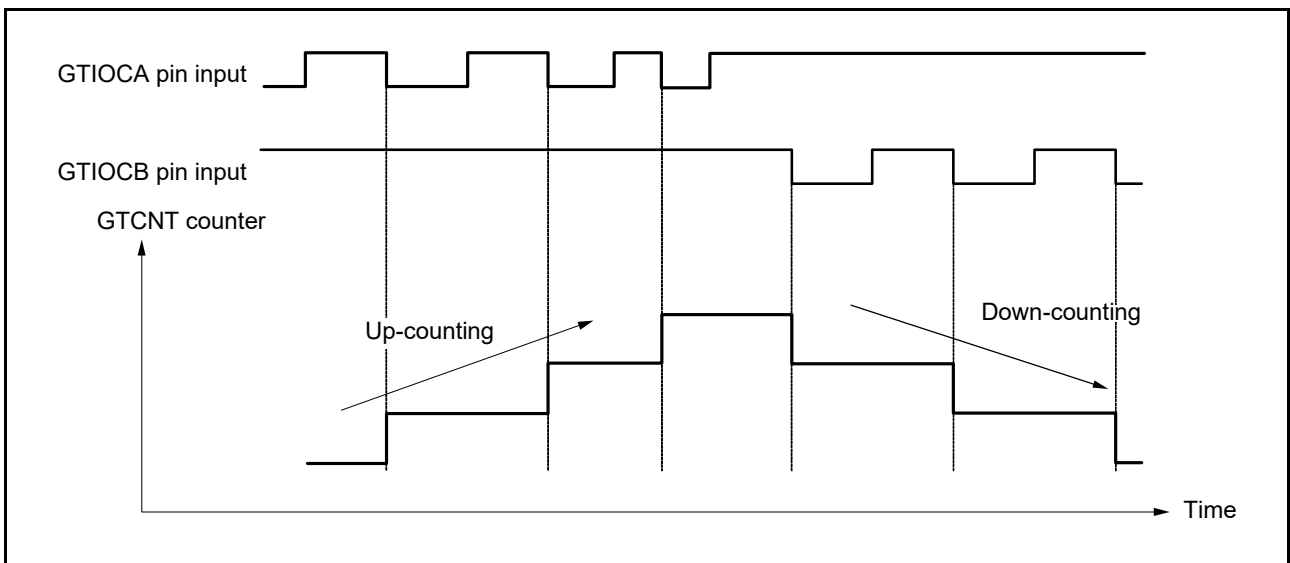 GTIOCA pin input
GTIOCB pin input
GTCNT counter
Up-counting
Down-counting
Time